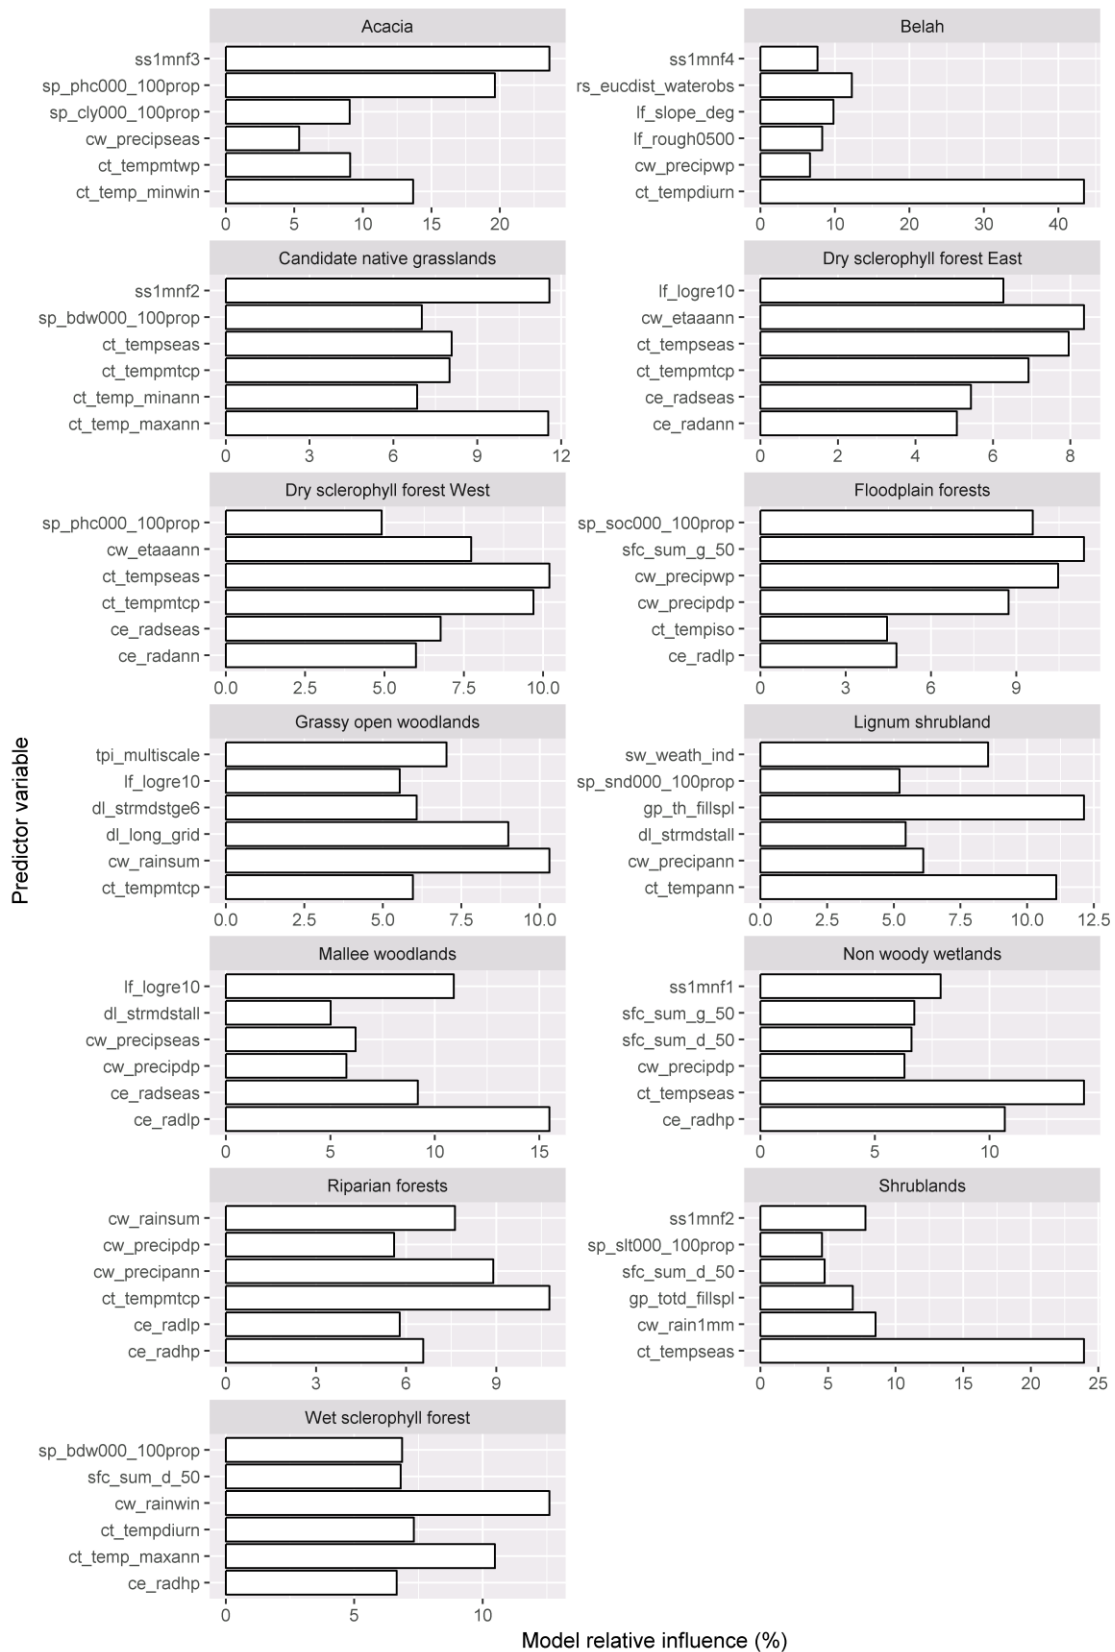 Acacia
ss1mnf3
sp_phc000_100prop
sp_cly000_100prop
cw_precipseas
ct_tempmtwp
ct_temp_minwin
0 5 10 15 20
Belah
ss1mnf4
rs_eucdist_waterobs
lf_slope_deg
lf_rough0500
cw_precipwp
ct_tempdiurn
0 10 20 30 40
Candidate native grasslands
ss1mnf2
sp_bdw000_100prop
ct_tempseas
ct_tempmtcp
ct_temp_minann
ct_temp_maxann
0 3 6 9 12
Dry sclerophyll forest East
lf_logre10
cw_etaaann
ct_tempseas
ct_tempmtcp
ce_radseas
ce_radann
0 2 4 6 8
Dry sclerophyll forest West
sp_phc000_100prop
cw_etaaann
ct_tempseas
ct_tempmtcp
ce_radseas
ce_radann
0.0 2.5 5.0 7.5 10.0
Floodplain forests
sp_soc000_100prop
sfc_sum_g_50
cw_precipwp
cw_precipdp
ct_tempiso
ce_radlp
0 3 6 9
Grassy open woodlands
tpi_multiscale
lf_logre10
dl_strmdstge6
dl_long_grid
cw_rainsum
ct_tempmtcp
0.0 2.5 5.0 7.5 10.0
Lignum shrubland
sw_weath_ind
sp_snd000_100prop
gp_th_fillspl
dl_strmdstall
cw_precipann
ct_tempann
0.0 2.5 5.0 7.5 10.0 12.5
Mallee woodlands
lf_logre10
dl_strmdstall
cw_precipseas
cw_precipdp
ce_radseas
ce_radlp
0 5 10 15
Non woody wetlands
ss1mnf1
sfc_sum_g_50
sfc_sum_d_50
cw_precipdp
ct_tempseas
ce_radhp
0 5 10
Riparian forests
cw_rainsum
cw_precipdp
cw_precipann
ct_tempmtcp
ce_radlp
ce_radhp
0 3 6 9
Shrublands
ss1mnf2
sp_slt000_100prop
sfc_sum_d_50
gp_totd_fillspl
cw_rain1mm
ct_tempseas
0 5 10 15 20 25
Wet sclerophyll forest
sp_bdw000_100prop
sfc_sum_d_50
cw_rainwin
ct_tempdiurn
ct_temp_maxann
ce_radhp
0 5 10
Predictor variable
Model relative influence (%)